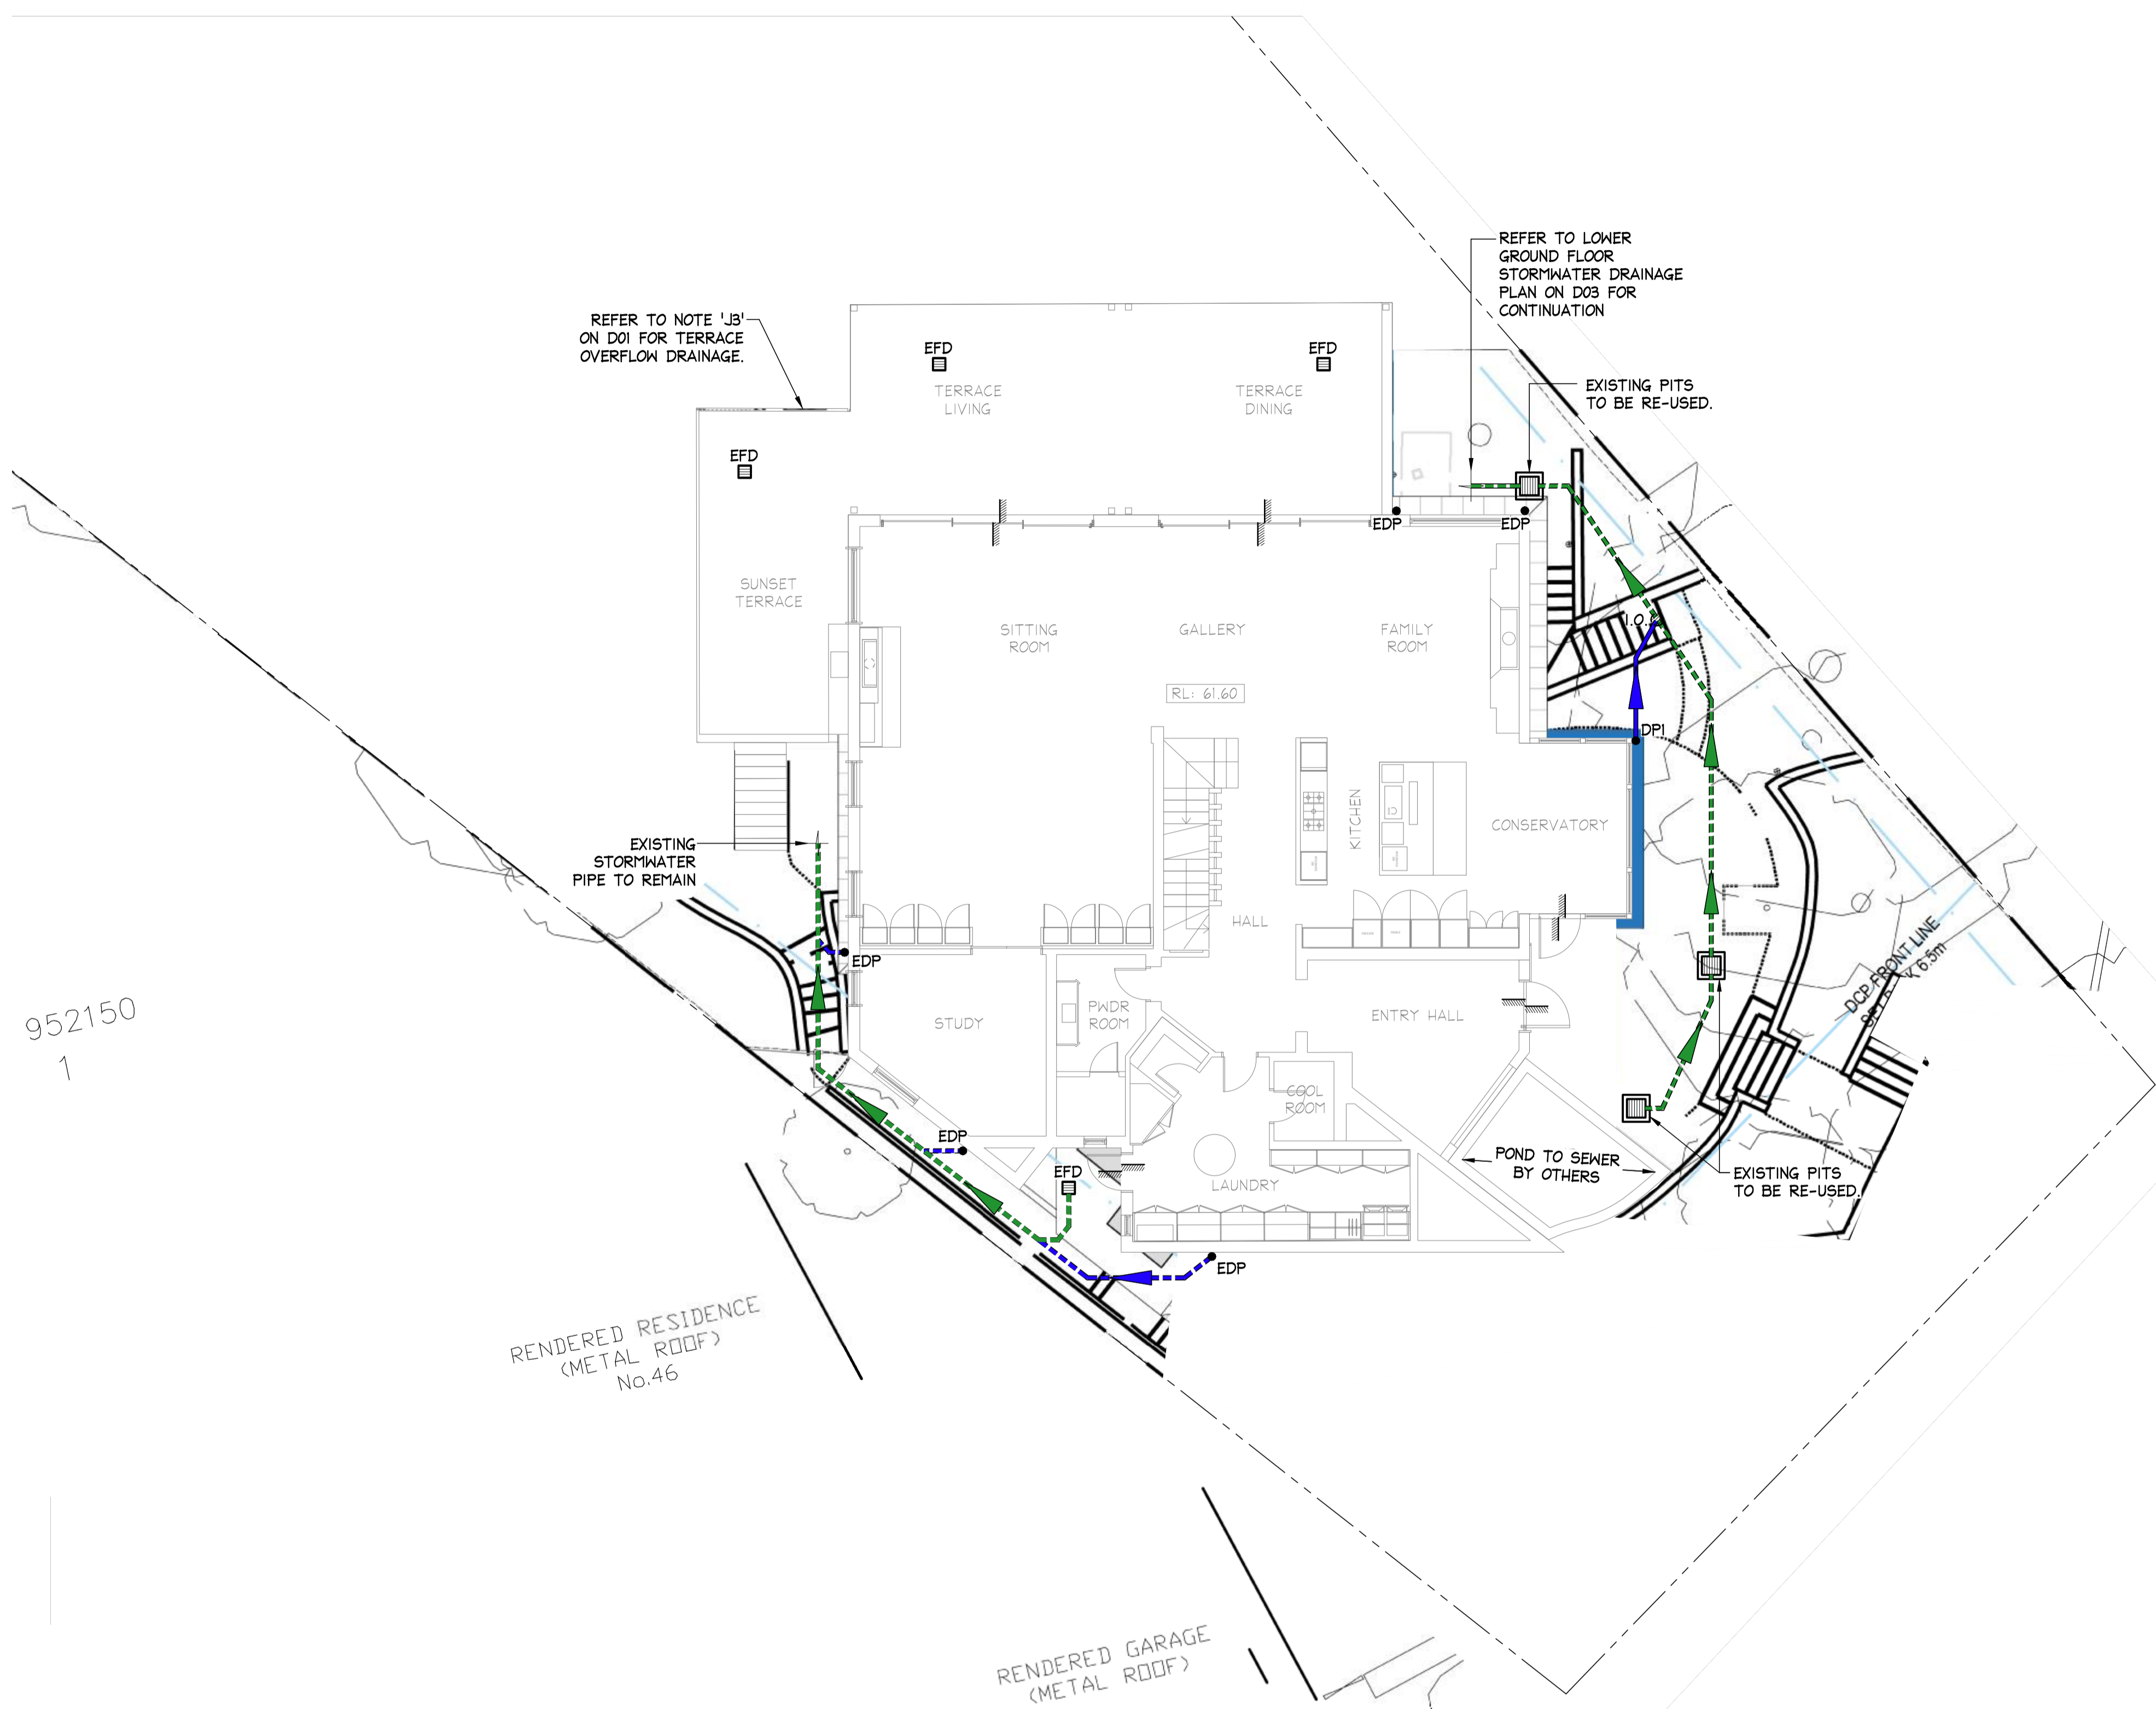 REFER TO LOWER
GROUND FLOOR
STORMWATER DRAINAGE
PLAN ON D03 FOR
CONTINUATION
REFER TO NOTE 'J3'
ON D01 FOR TERRACE
OVERFLOW DRAINAGE.
EFD
EFD
TERRACE
LIVING
TERRACE
DINING
EXISTING PITS
TO BE RE-USED.
EFD
EDP
EDP
SUNSET
TERRACE
SITTING
ROOM
GALLERY
FAMILY
ROOM
I.O.
RL: 61.60
DP1
KITCHEN
CONSERVATORY
EXISTING
STORMWATER
PIPE TO REMAIN
HALL
EDP
DCP FRONT LINE
K 6.5m
952150
1
STUDY
PWDR
ROOM
ENTRY HALL
COOL
ROOM
EDP
EFD
LAUNDRY
POND TO SEWER
BY OTHERS
EXISTING PITS
TO BE RE-USED.
EDP
RENDERED RESIDENCE
(METAL ROOF)
No.46
RENDERED GARAGE
(METAL ROOF)